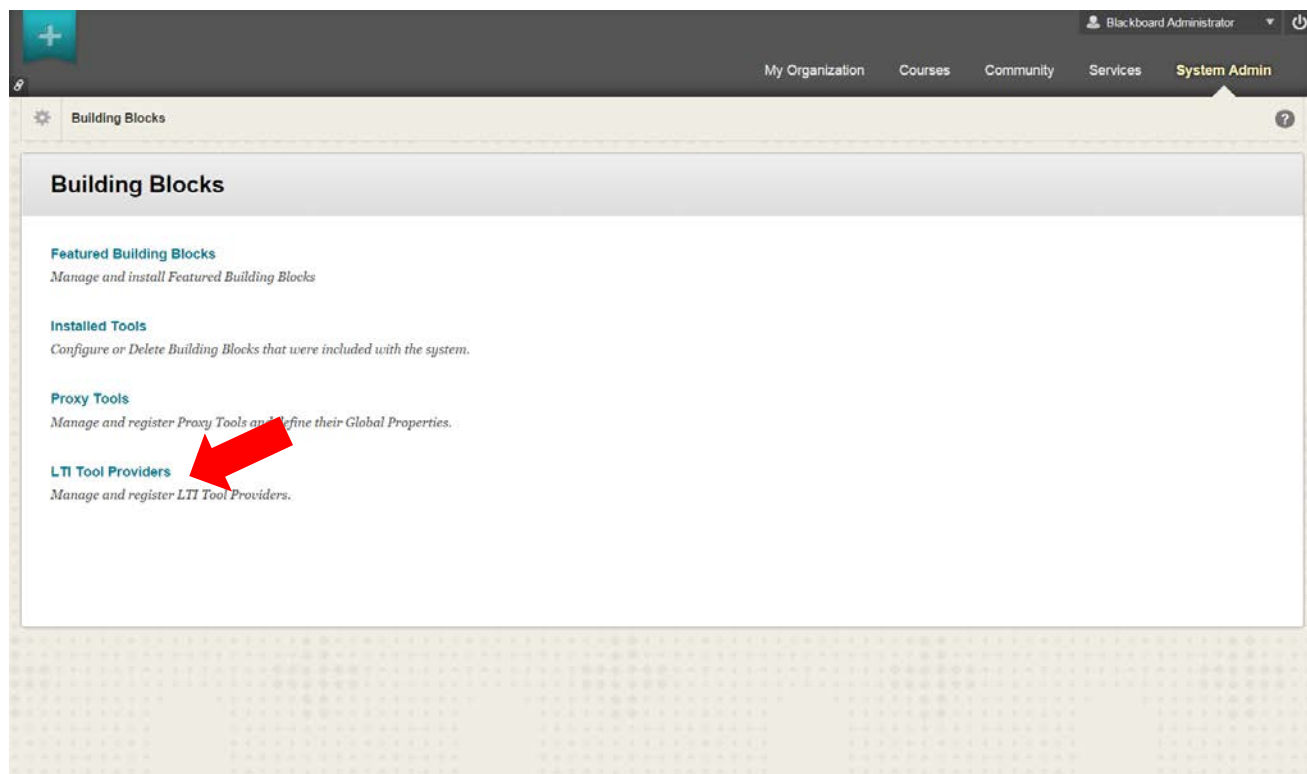 Blackboard Administrator
My Organization Courses Community Services System Admin
Building Blocks
Building Blocks
Featured Building Blocks
Manage and install Featured Building Blocks
Installed Tools
Configure or Delete Building Blocks that were included with the system.
Proxy Tools
Manage and register Proxy Tools and define their Global Properties.
LTI Tool Providers
Manage and register LTI Tool Providers.